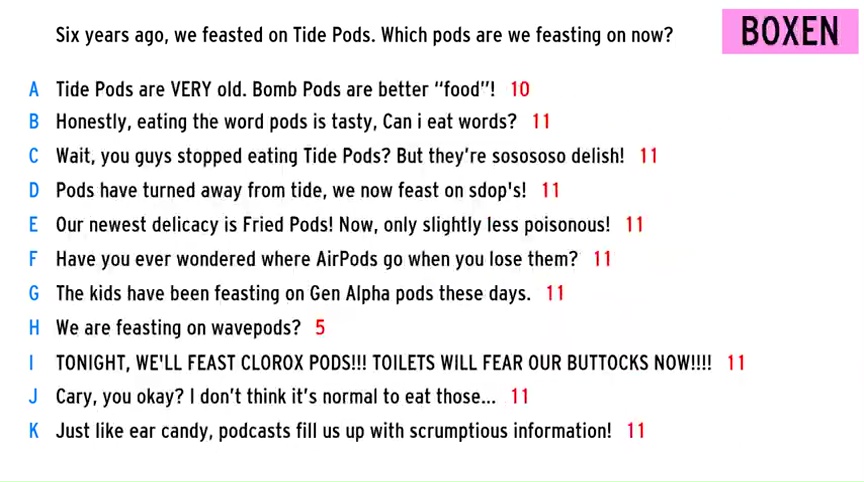 Six years ago, we feasted on Tide Pods. Which pods are we feasting on now?
BOXEN
A Tide Pods are VERY old. Bomb Pods are better “food”! 10
B Honestly, eating the word pods is tasty, Can i eat words? 11
C Wait, you guys stopped eating Tide Pods? But they’re sosososo delish! 11
D Pods have turned away from tide, we now feast on sdop's! 11
E Our newest delicacy is Fried Pods! Now, only slightly less poisonous! 11
F Have you ever wondered where AirPods go when you lose them? 11
G The kids have been feasting on Gen Alpha pods these days. 11
H We are feasting on wavepods? 5
I TONIGHT, WE'LL FEAST CLOROX PODS!!! TOILETS WILL FEAR OUR BUTTOCKS NOW!!!! 11
J Cary, you okay? I don’t think it’s normal to eat those... 11
K Just like ear candy, podcasts fill us up with scrumptious information! 11